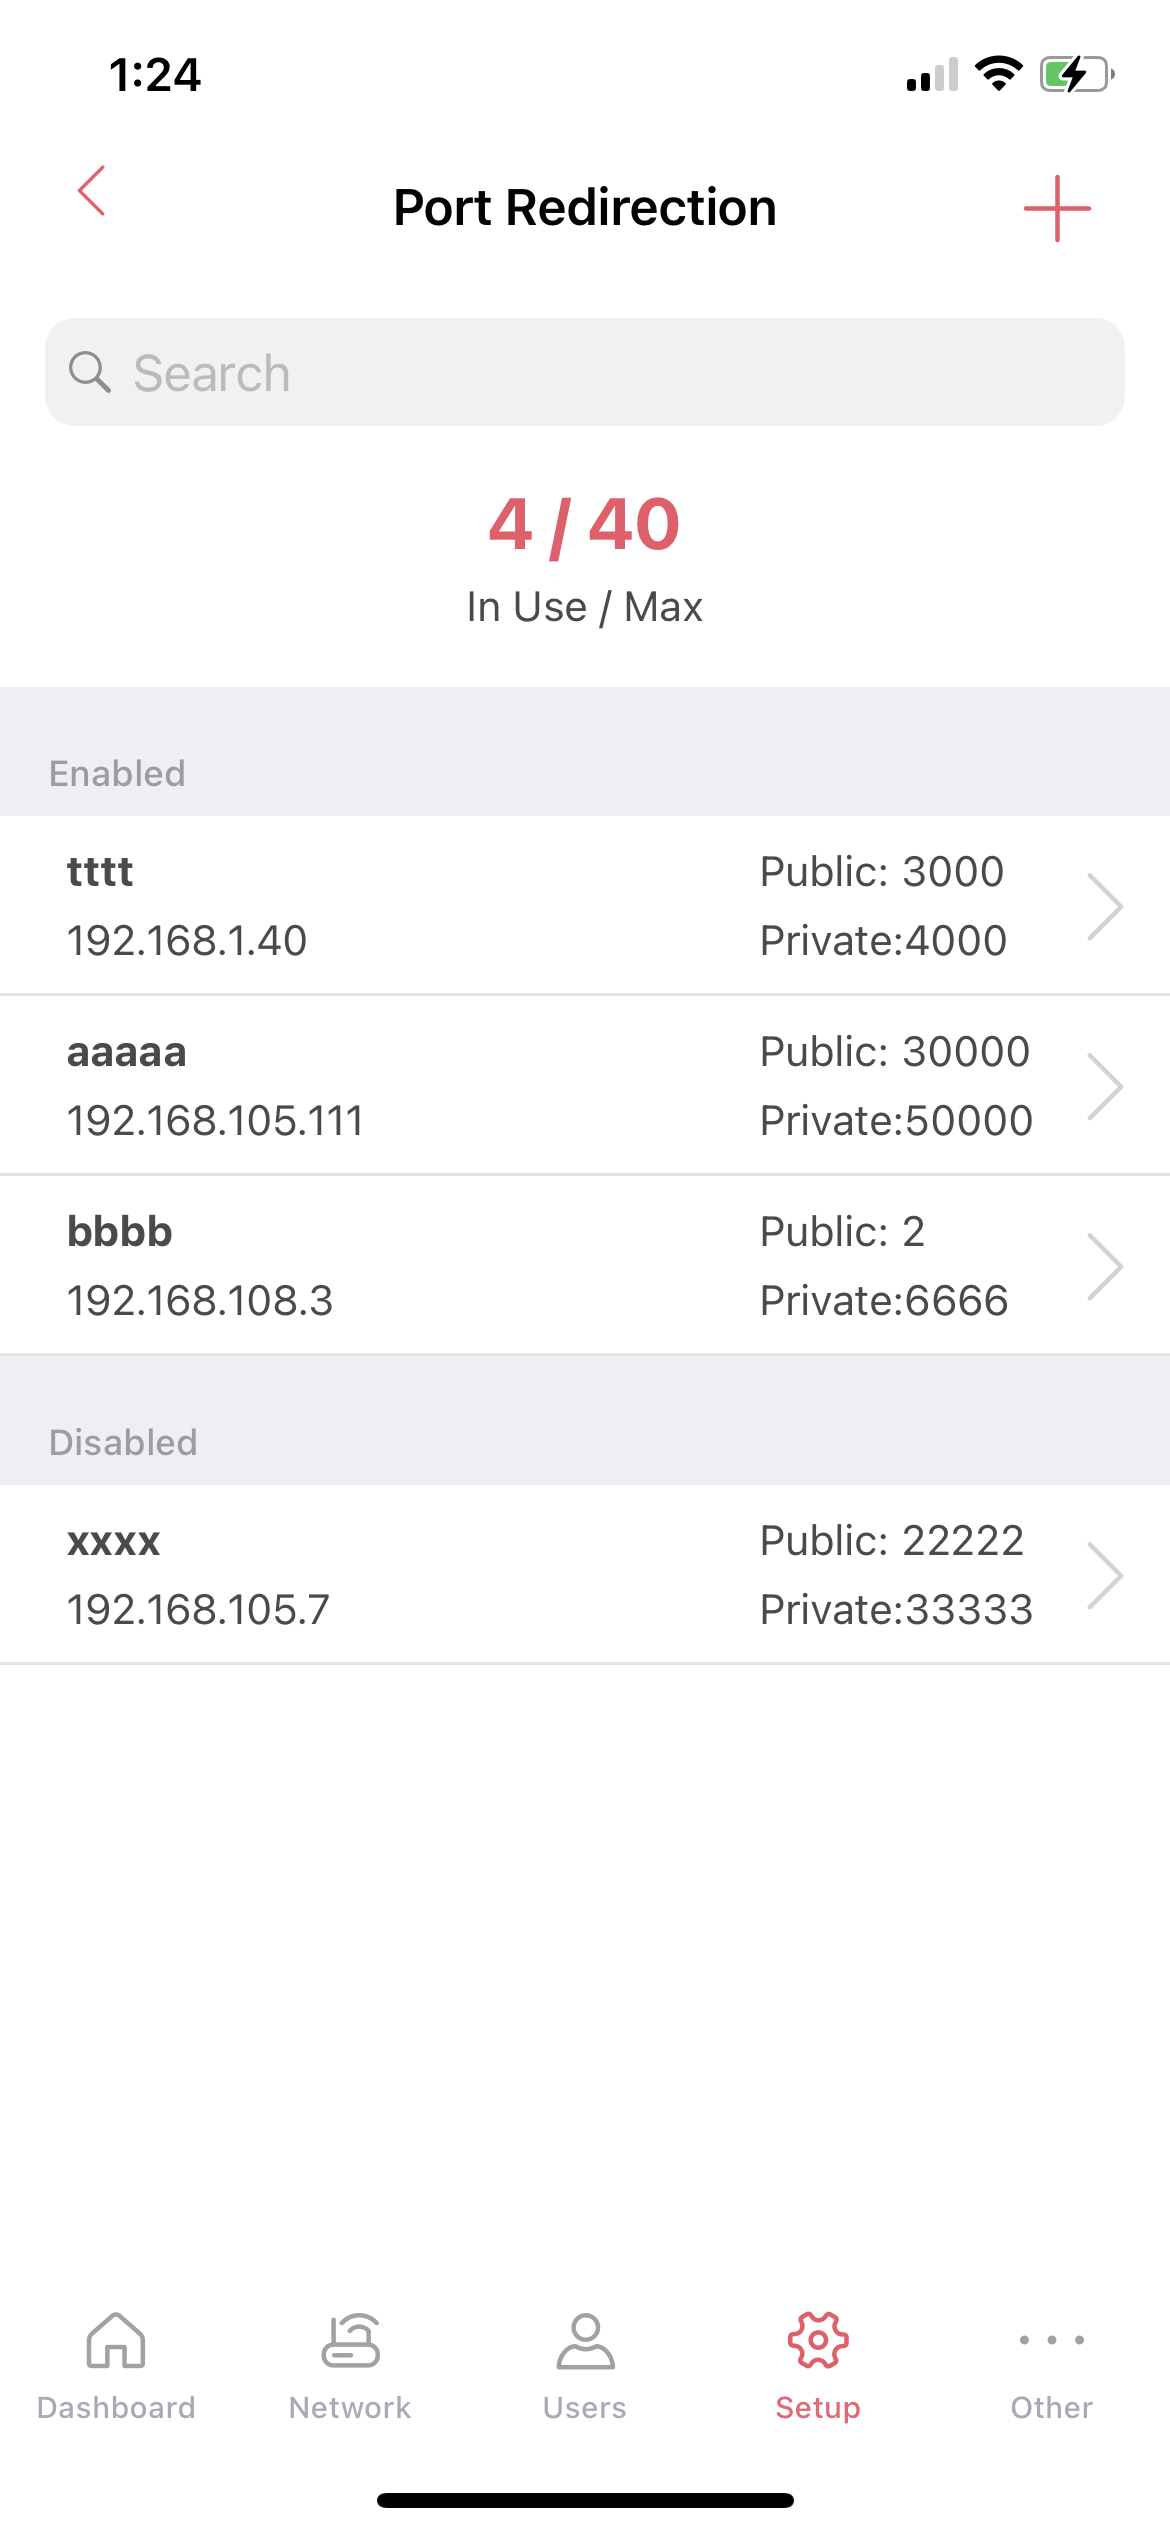 1:24
Port Redirection
Search
4 / 40
In Use / Max
Enabled
tttt
Public: 3000
192.168.1.40
Private:4000
aaaaa
Public: 30000
192.168.105.111
Private:50000
bbbb
Public: 2
192.168.108.3
Private:6666
Disabled
xxxx
Public: 22222
192.168.105.7
Private:33333
Dashboard
Network
Users
Setup
Other